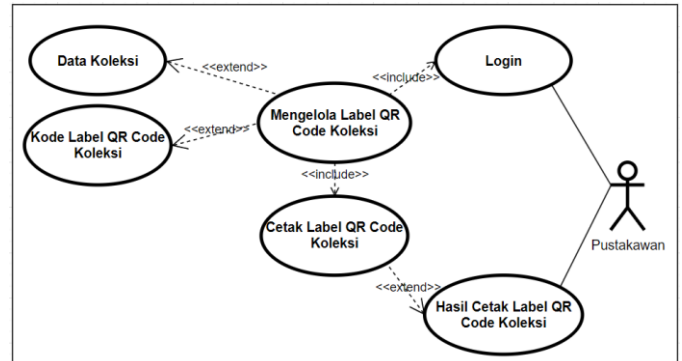 Data Koleksi
<<extend>>
Login
<<include>>
Mengelola Label QR
Code Koleksi
Kode Label QR Code
Koleksi
<<extend>>
<<include>>
Cetak Label QR Code
Koleksi
Pustakawan
<<extend>>
Hasil Cetak Label QR
Code Koleksi